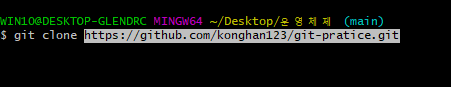 WIN10@DESKTOP-GLENDRC MINGW64 ~/Desktop/운영체제 (main)
$ git clone https://github.com/konghan123/git-pratice.git